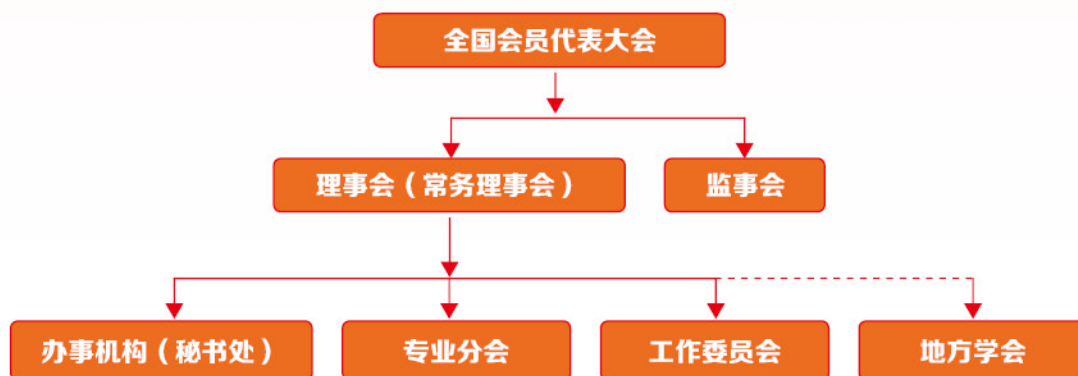 全国会员代表大会
理事会（常务理事会）
监事会
办事机构（秘书处）
专业分会
工作委员会
地方学会